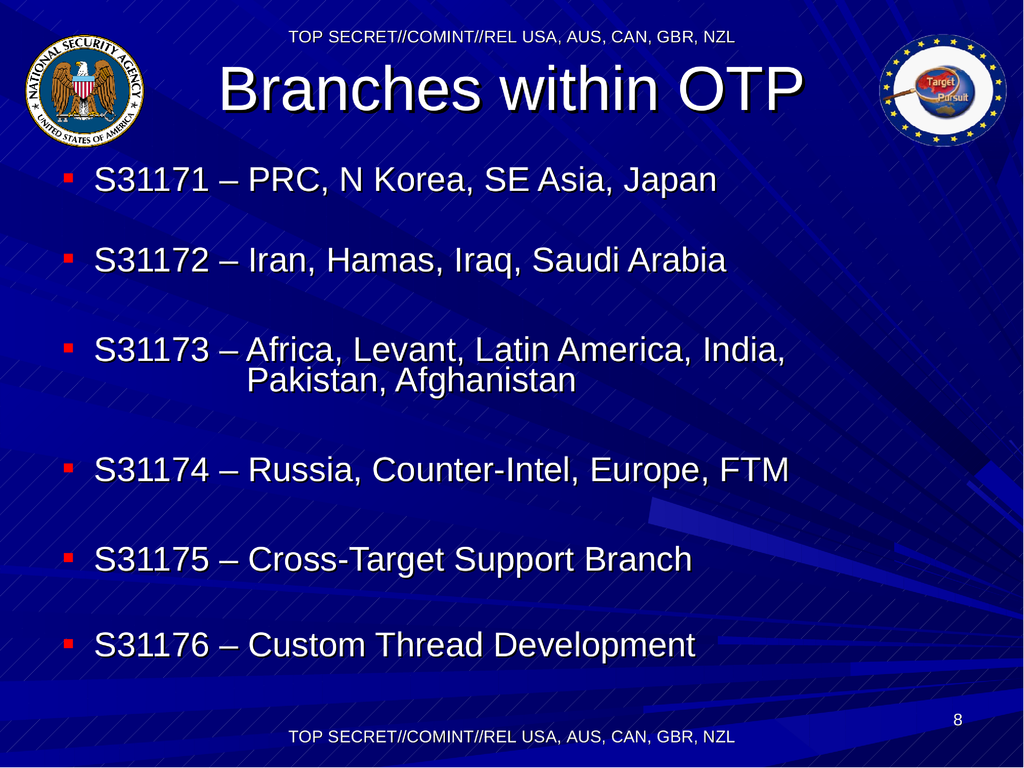 TOP SECRET//COMINT//REL USA, AUS, CAN, GBR, NZL
NATIONAL SECURITY AGENCY
UNITED STATES OF AMERICA
Branches within OTP
Target
Pursuit
S31171 – PRC, N Korea, SE Asia, Japan
S31172 – Iran, Hamas, Iraq, Saudi Arabia
S31173 – Africa, Levant, Latin America, India,
Pakistan, Afghanistan
S31174 – Russia, Counter-Intel, Europe, FTM
S31175 – Cross-Target Support Branch
S31176 – Custom Thread Development
8
TOP SECRET//COMINT//REL USA, AUS, CAN, GBR, NZL